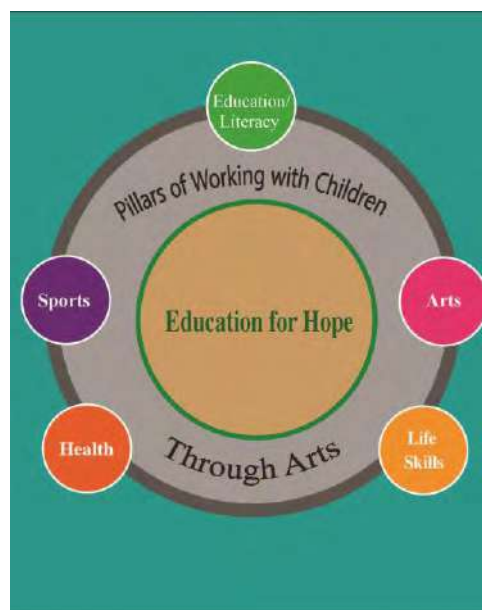 Education/
Literacy
Pillars of Working with Children
Sports
Arts
Education for Hope
Health
Life
Skills
Through Arts